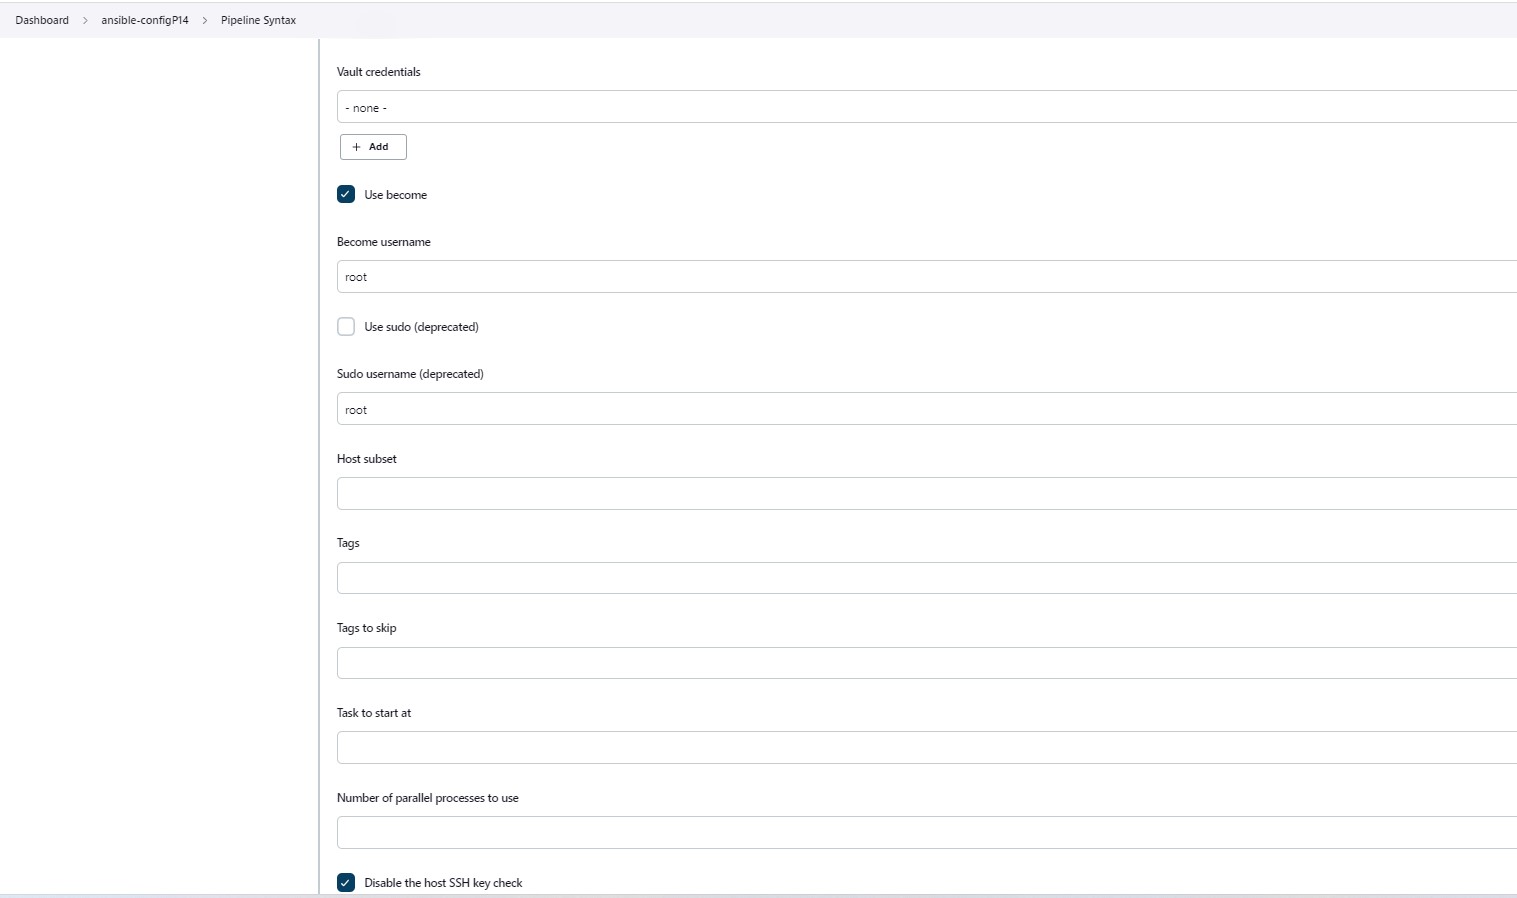 Dashboard > ansible-configP14 > Pipeline Syntax
Vault credentials
- none -
+ Add
Use become
Become username
root
Use sudo (deprecated)
Sudo username (deprecated)
root
Host subset
Tags
Tags to skip
Task to start at
Number of parallel processes to use
Disable the host SSH key check